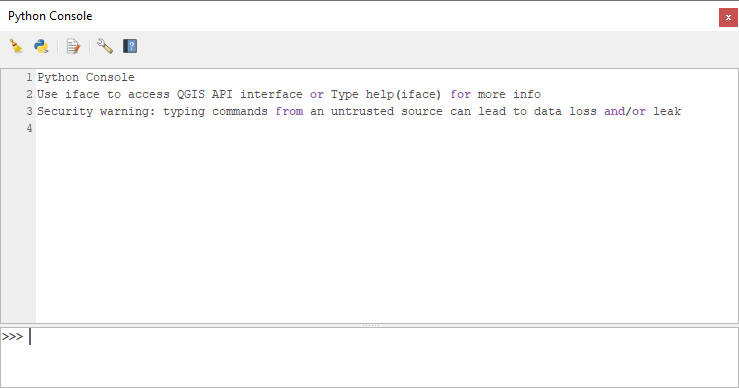 Python Console
x
?
1 Python Console
2 Use iface to access QGIS API interface or Type help(iface) for more info
3 Security warning: typing commands from an untrusted source can lead to data loss and/or leak
4
>>>